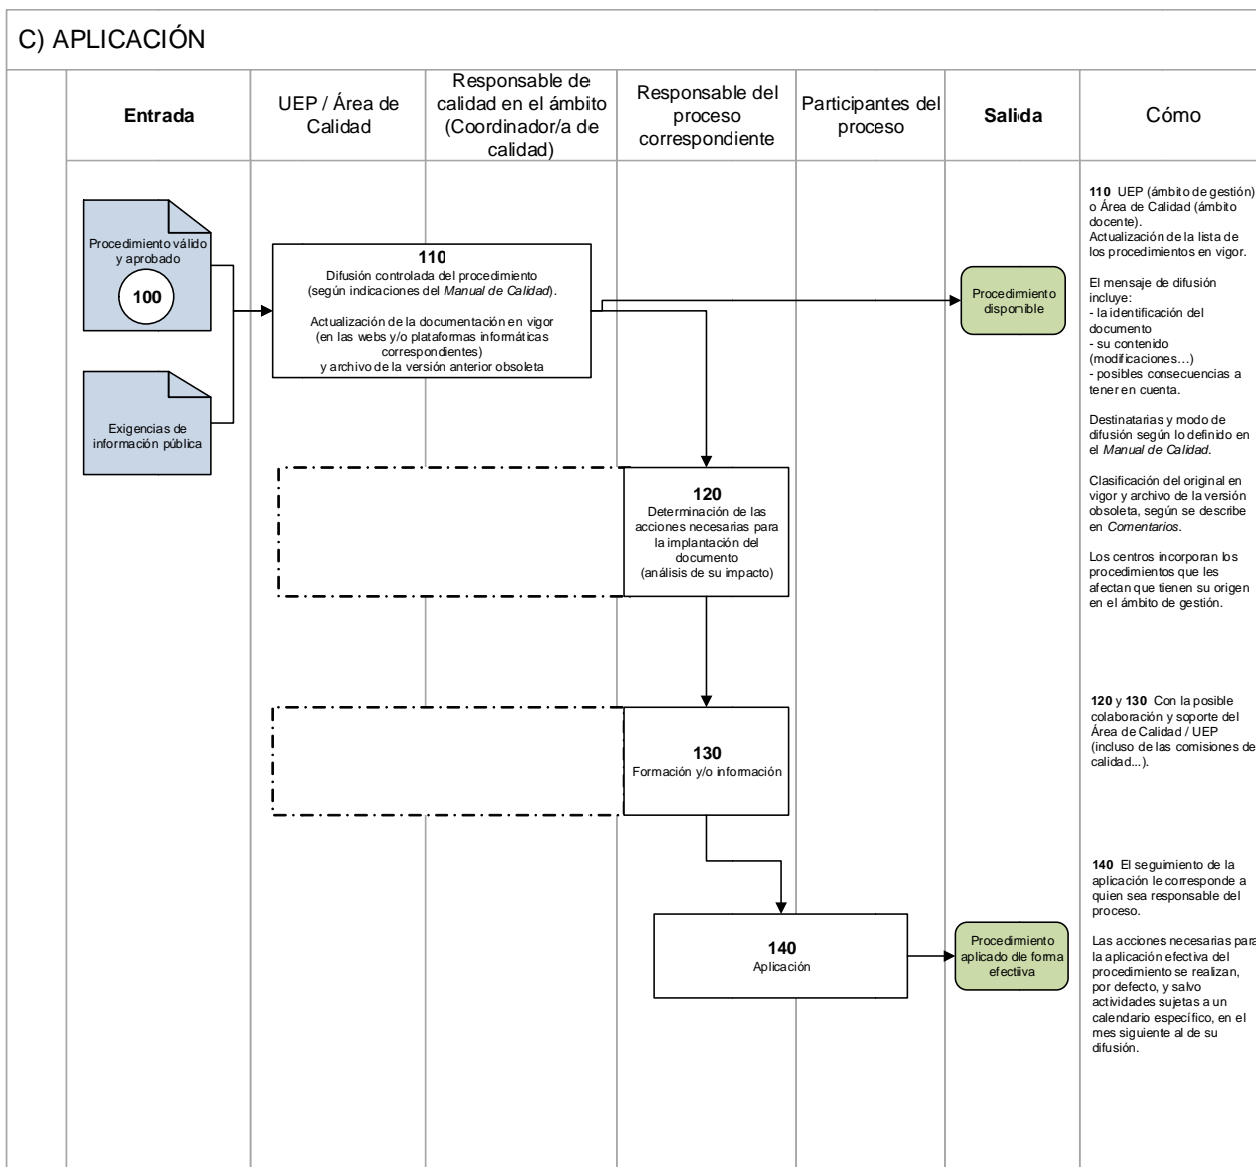 C) APLICACIÓN
Entrada
UEP / Área de
Calidad
Responsable de
calidad en el ámbito
(Coordinador/a de
calidad)
Responsable del
proceso
correspondiente
Participantes del
proceso
Salida
Cómo
Procedimiento válido
y aprobado
100
Exigencias de
información pública
110
Difusión controlada del procedimiento
(según indicaciones del Manual de Calidad).
Actualización de la documentación en vigor
(en las webs y/o plataformas informáticas
correspondientes)
y archivo de la versión anterior obsoleta
Procedimiento
disponible
120
Determinación de las
acciones necesarias para
la implantación del
documento
(análisis de su impacto)
130
Formación y/o información
140
Aplicación
Procedimiento
aplicado de forma
efectiva
110 UEP (ámbito de gestión)
o Área de Calidad (ámbito
docente).
Actualización de la lista de
los procedimientos en vigor.
El mensaje de difusión
incluye:
- la identificación del
documento
- su contenido
(modificaciones...)
- posibles consecuencias a
tener en cuenta.
Destinatarias y modo de
difusión según lo definido en
el Manual de Calidad.
Clasificación del original en
vigor y archivo de la versión
obsoleta, según se describe
en Comentarios.
Los centros incorporan los
procedimientos que les
afectan que tienen su origen
en el ámbito de gestión.
120 y 130 Con la posible
colaboración y soporte del
Área de Calidad / UEP
(incluso de las comisiones de
calidad...).
140 El seguimiento de la
aplicación le corresponde a
quien sea responsable del
proceso.
Las acciones necesarias para
la aplicación efectiva del
procedimiento se realizan,
por defecto, y salvo
actividades sujetas a un
calendario específico, en el
mes siguiente al de su
difusión.